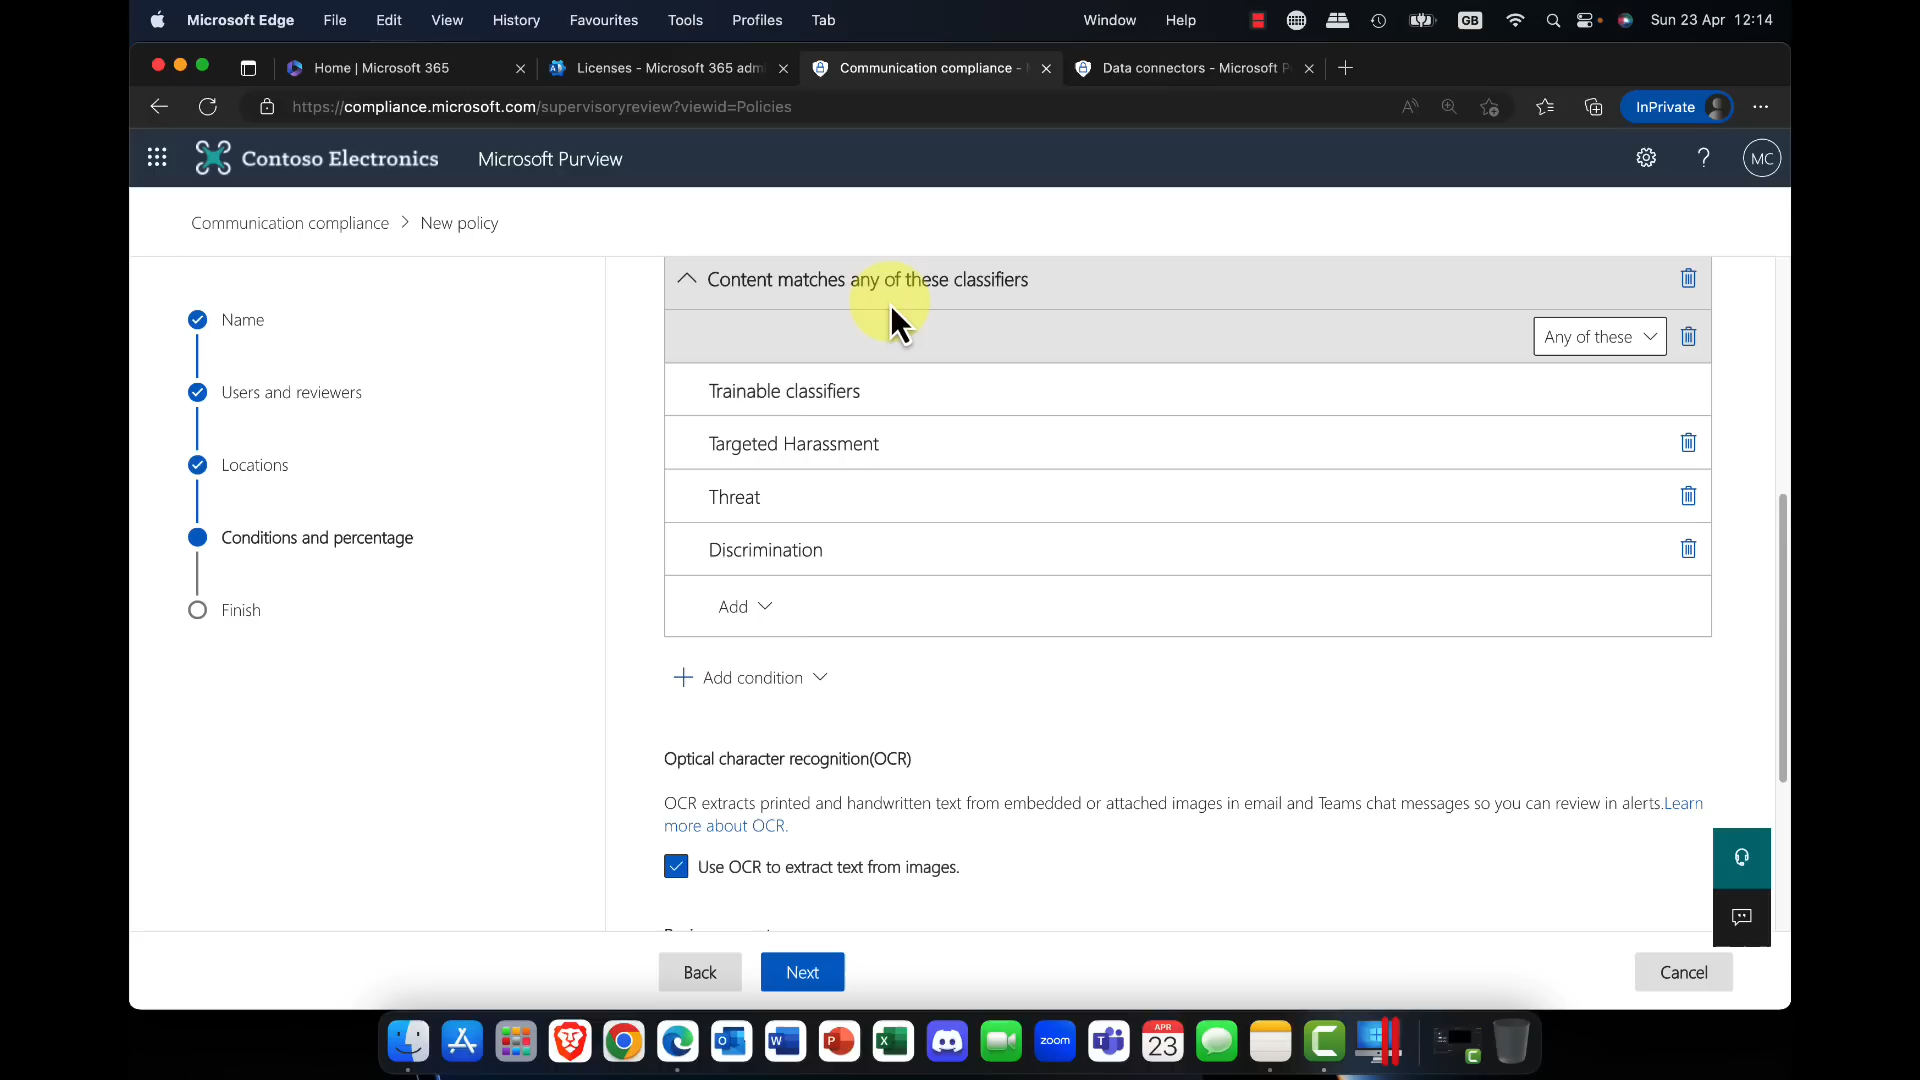 Microsoft Edge File Edit View History Favourites Tools Profiles Tab Window Help GB Sun 23 Apr 12:14
Home | Microsoft 365 Licenses - Microsoft 365 adm Communication compliance - Data connectors - Microsoft P
https://compliance.microsoft.com/supervisoryreview?viewid=Policies InPrivate
Contoso Electronics Microsoft Purview MC
Communication compliance > New policy
Content matches any of these classifiers
Name
Any of these
Users and reviewers
Trainable classifiers
Targeted Harassment
Locations
Threat
Conditions and percentage
Discrimination
Add
Finish
Add condition
Optical character recognition(OCR)
OCR extracts printed and handwritten text from embedded or attached images in email and Teams chat messages so you can review in alerts.Learn
more about OCR.
Use OCR to extract text from images.
Back Next Cancel
zoom APR
23